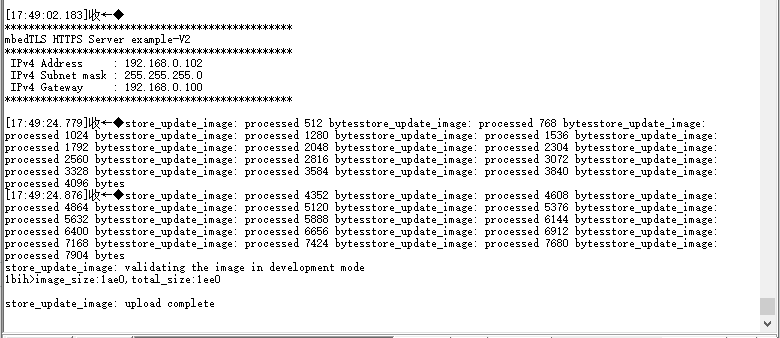 [17:49:02.183]收←◆
**********************************************
mbedTLS HTTPS Server example-V2
**********************************************
IPv4 Address     : 192.168.0.102
IPv4 Subnet mask : 255.255.255.0
IPv4 Gateway     : 192.168.0.100
**********************************************
[17:49:24.779]收←◆store_update_image: processed 512 bytesstore_update_image: processed 768 bytesstore_update_image:
processed 1024 bytesstore_update_image: processed 1280 bytesstore_update_image: processed 1536 bytesstore_update_image:
processed 1792 bytesstore_update_image: processed 2048 bytesstore_update_image: processed 2304 bytesstore_update_image:
processed 2560 bytesstore_update_image: processed 2816 bytesstore_update_image: processed 3072 bytesstore_update_image:
processed 3328 bytesstore_update_image: processed 3584 bytesstore_update_image: processed 3840 bytesstore_update_image:
processed 4096 bytes
[17:49:24.876]收←◆store_update_image: processed 4352 bytesstore_update_image: processed 4608 bytesstore_update_image:
processed 4864 bytesstore_update_image: processed 5120 bytesstore_update_image: processed 5376 bytesstore_update_image:
processed 5632 bytesstore_update_image: processed 5888 bytesstore_update_image: processed 6144 bytesstore_update_image:
processed 6400 bytesstore_update_image: processed 6656 bytesstore_update_image: processed 6912 bytesstore_update_image:
processed 7168 bytesstore_update_image: processed 7424 bytesstore_update_image: processed 7680 bytesstore_update_image:
processed 7904 bytes
store_update_image: validating the image in development mode
1bih>image_size:1ae0,total_size:1ee0
store_update_image: upload complete